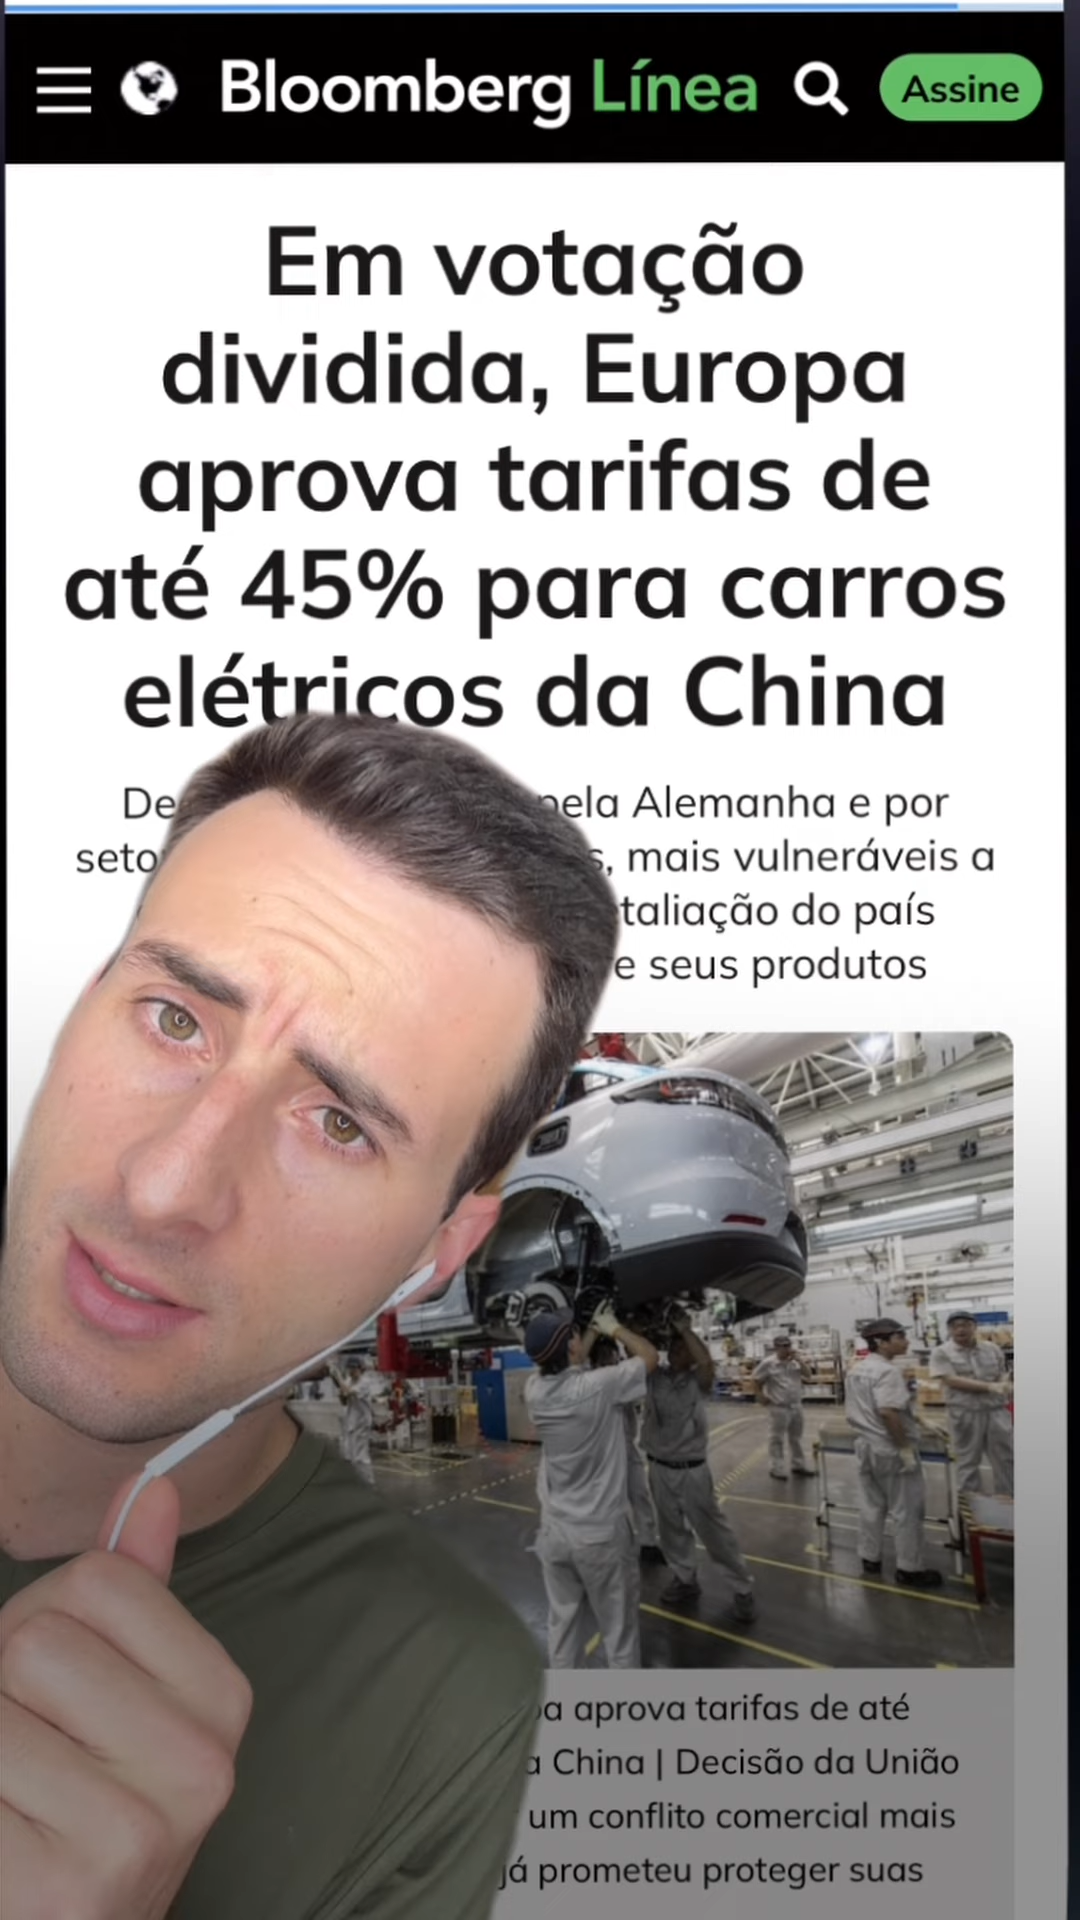 Bloomberg Línea
Assine
Em votação
dividida, Europa
aprova tarifas de
até 45% para carros
elétricos da China
pela Alemanha e por
mais vulneráveis a
do país
e seus produtos
aprova tarifas de até
China | Decisão da União
um conflito comercial mais
já prometeu proteger suas